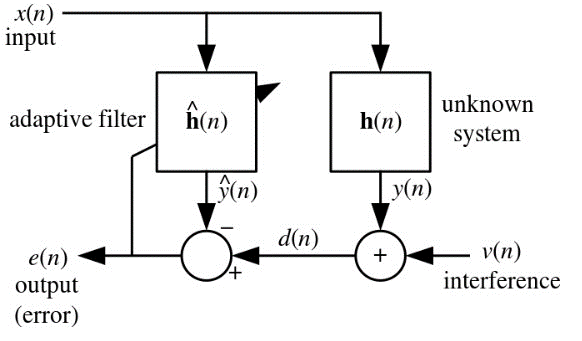 x(n)
input
adaptive filter
ĥ(n)
h(n)
unknown
system
ŷ(n)
y(n)
−
d(n)
+
+
v(n)
interference
e(n)
output
(error)